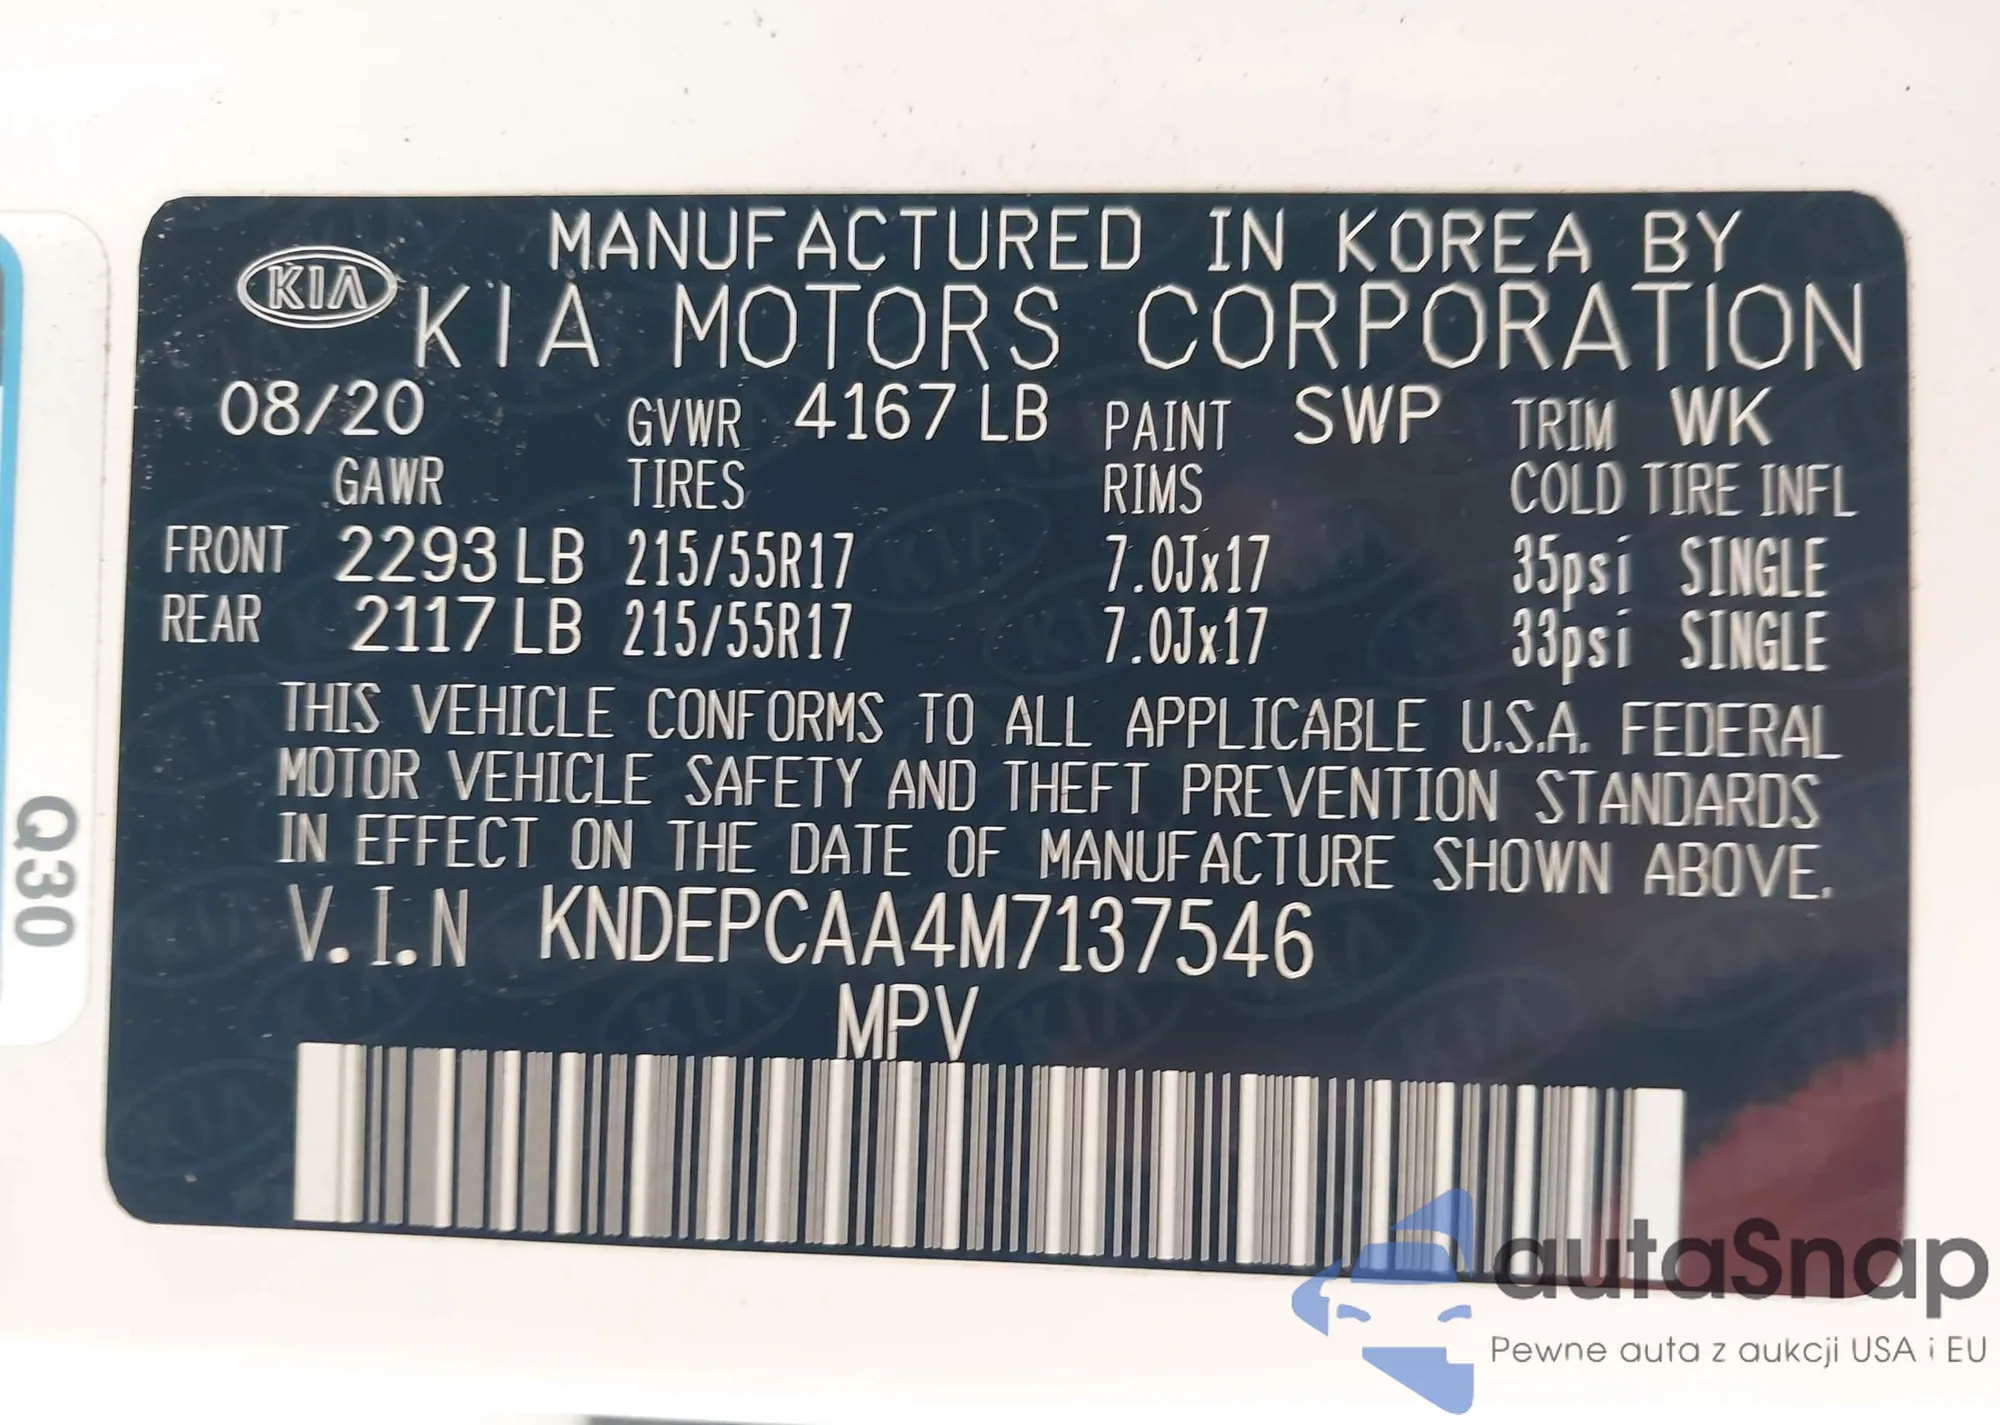 MANUFACTURED IN KOREA BY
KIA KIA MOTORS CORPORATION
08/20 GVWR 4167 LB PAINT SWP TRIM WK
GAWR TIRES RIMS COLD TIRE INFL
FRONT 2293 LB 215/55R17 7.0Jx17 35psi SINGLE
REAR 2117 LB 215/55R17 7.0Jx17 33psi SINGLE
THIS VEHICLE CONFORMS TO ALL APPLICABLE U.S.A. FEDERAL
MOTOR VEHICLE SAFETY AND THEFT PREVENTION STANDARDS
IN EFFECT ON THE DATE OF MANUFACTURE SHOWN ABOVE.
V.I.N KNDEPCAA4M7137546
MPV
Q30
autaSnap
Pewne auta z aukcji USA i EU